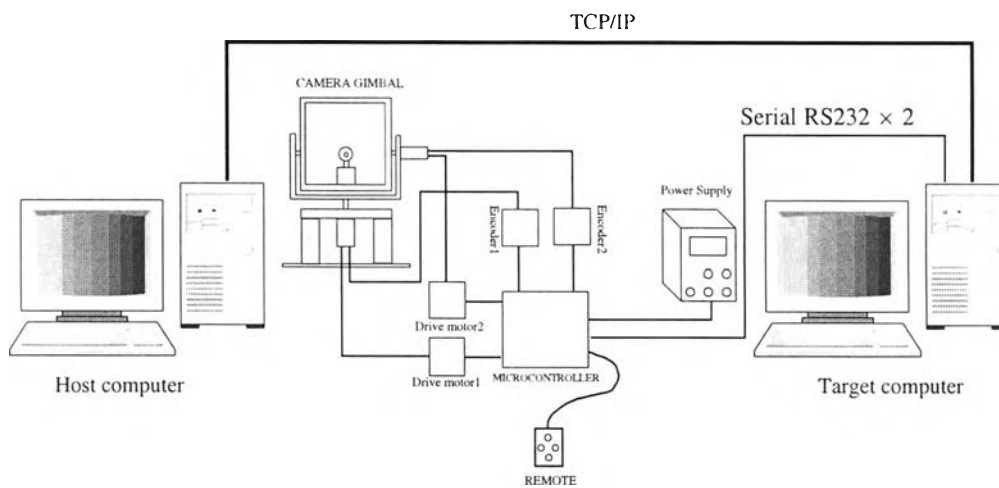 TCP/IP
CAMERA GIMBAL
Serial RS232 × 2
Power Supply
Encoder1
Encoder2
Drive motor2
Drive motor1
MICROCONTROLLER
Host computer
Target computer
REMOTE